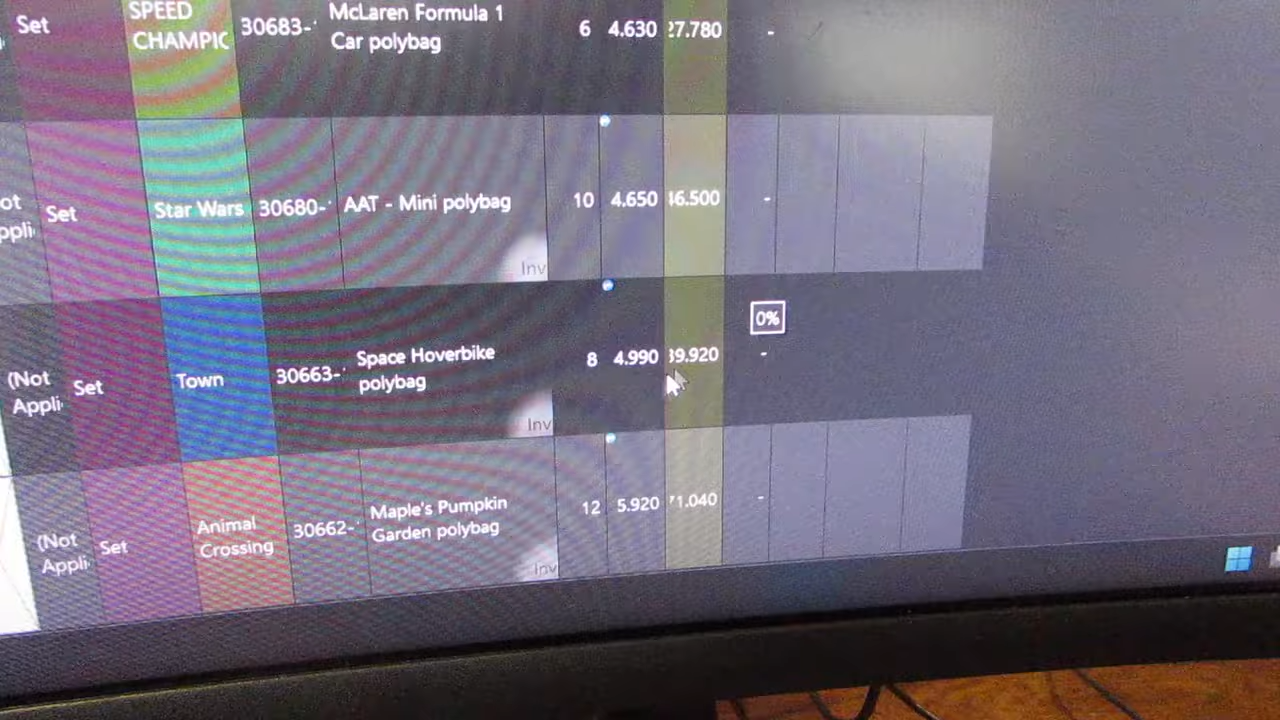 Set
SPEED
CHAMPIC
30683-
McLaren Formula 1
Car polybag
6
4.630
27.780
-
ot
ppli
Set
Star Wars
30680-
AAT - Mini polybag
Inv
10
4.650
46.500
-
(Not
Appli
Set
Town
30663-
Space Hoverbike
polybag
Inv
8
4.990
39.920
-
0%
(Not
Appli
Set
Animal
Crossing
30662-
Maple's Pumpkin
Garden polybag
Inv
12
5.920
71.040
-